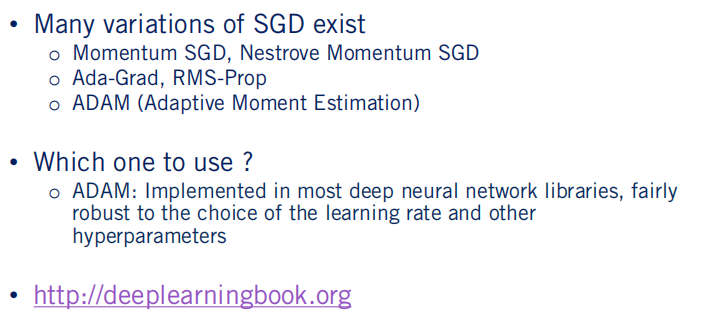 • Many variations of SGD exist
o Momentum SGD, Nestrove Momentum SGD
o Ada-Grad, RMS-Prop
o ADAM (Adaptive Moment Estimation)
• Which one to use ?
o ADAM: Implemented in most deep neural network libraries, fairly
robust to the choice of the learning rate and other
hyperparameters
• http://deeplearningbook.org